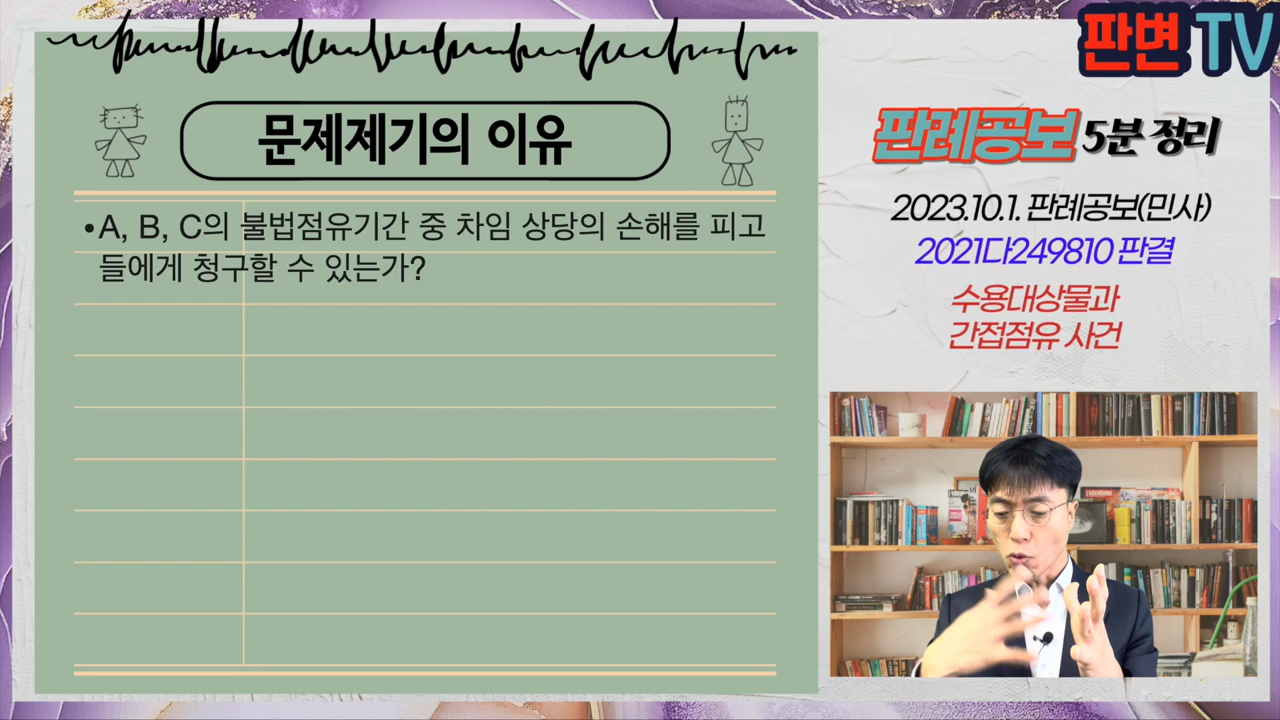 판변 TV
문제제기의 이유
•A, B, C의 불법점유기간 중 차임 상당의 손해를 피고
들에게 청구할 수 있는가?
판례공보 5분 정리
2023.10.1. 판례공보(민사)
2021다249810 판결
수용대상물과
간접점유 사건